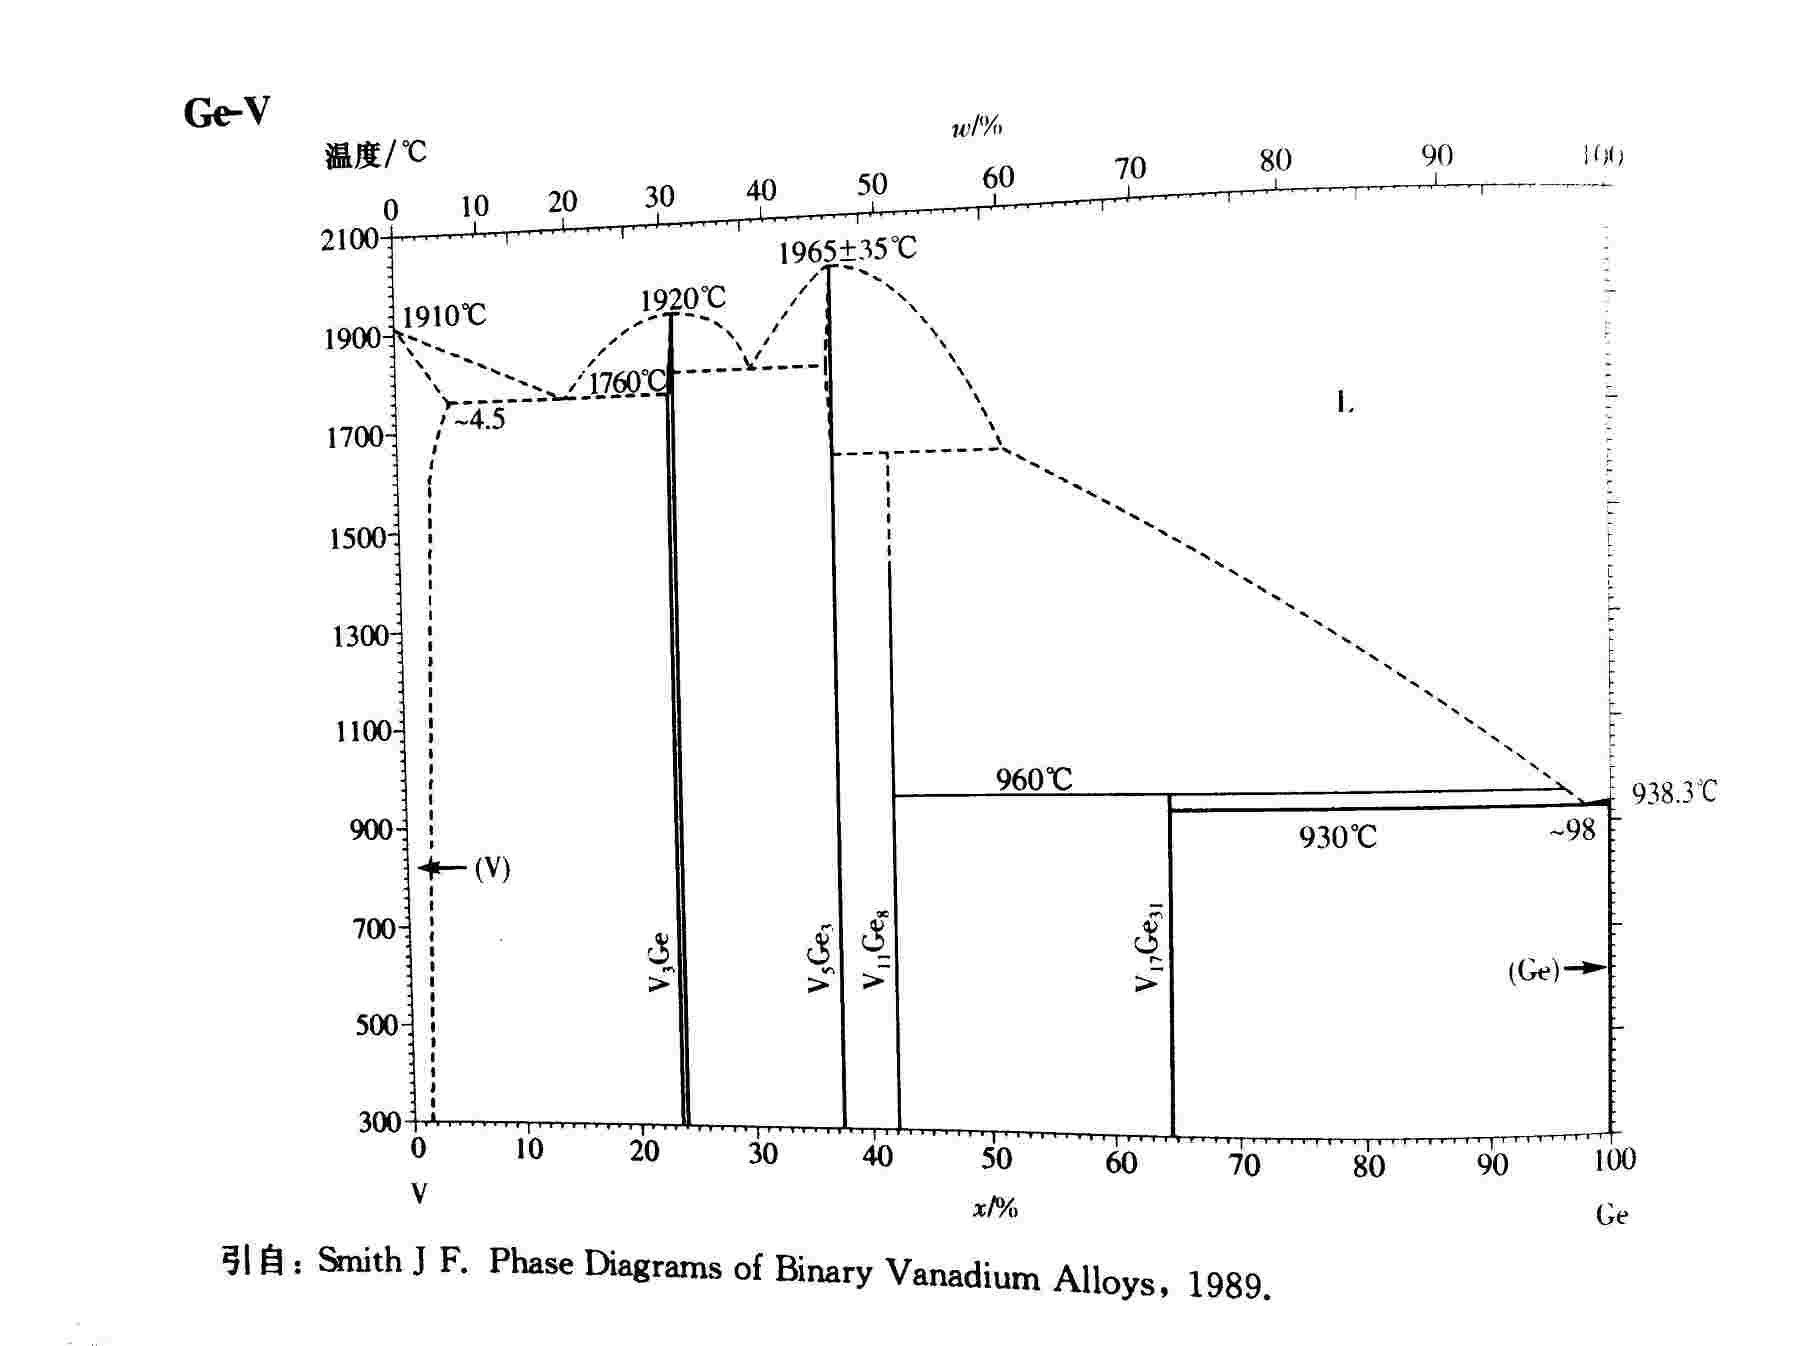 Ge-V
温度/℃
w/%
0 10 20 30 40 50 60 70 80 90 100
2100
1965±35℃
1920℃
1910℃
1900
1760℃
~4.5
L
1700
1500
1300
1100
960℃
938.3℃
900
930℃
~98
(V)
700
V₃Ge
V₅Ge₃
V₁₁Ge₈
V₁₇Ge₃₁
(Ge)
500
300
0 10 20 30 40 50 60 70 80 90 100
V
x/%
Ge
引自: Smith J F. Phase Diagrams of Binary Vanadium Alloys, 1989.